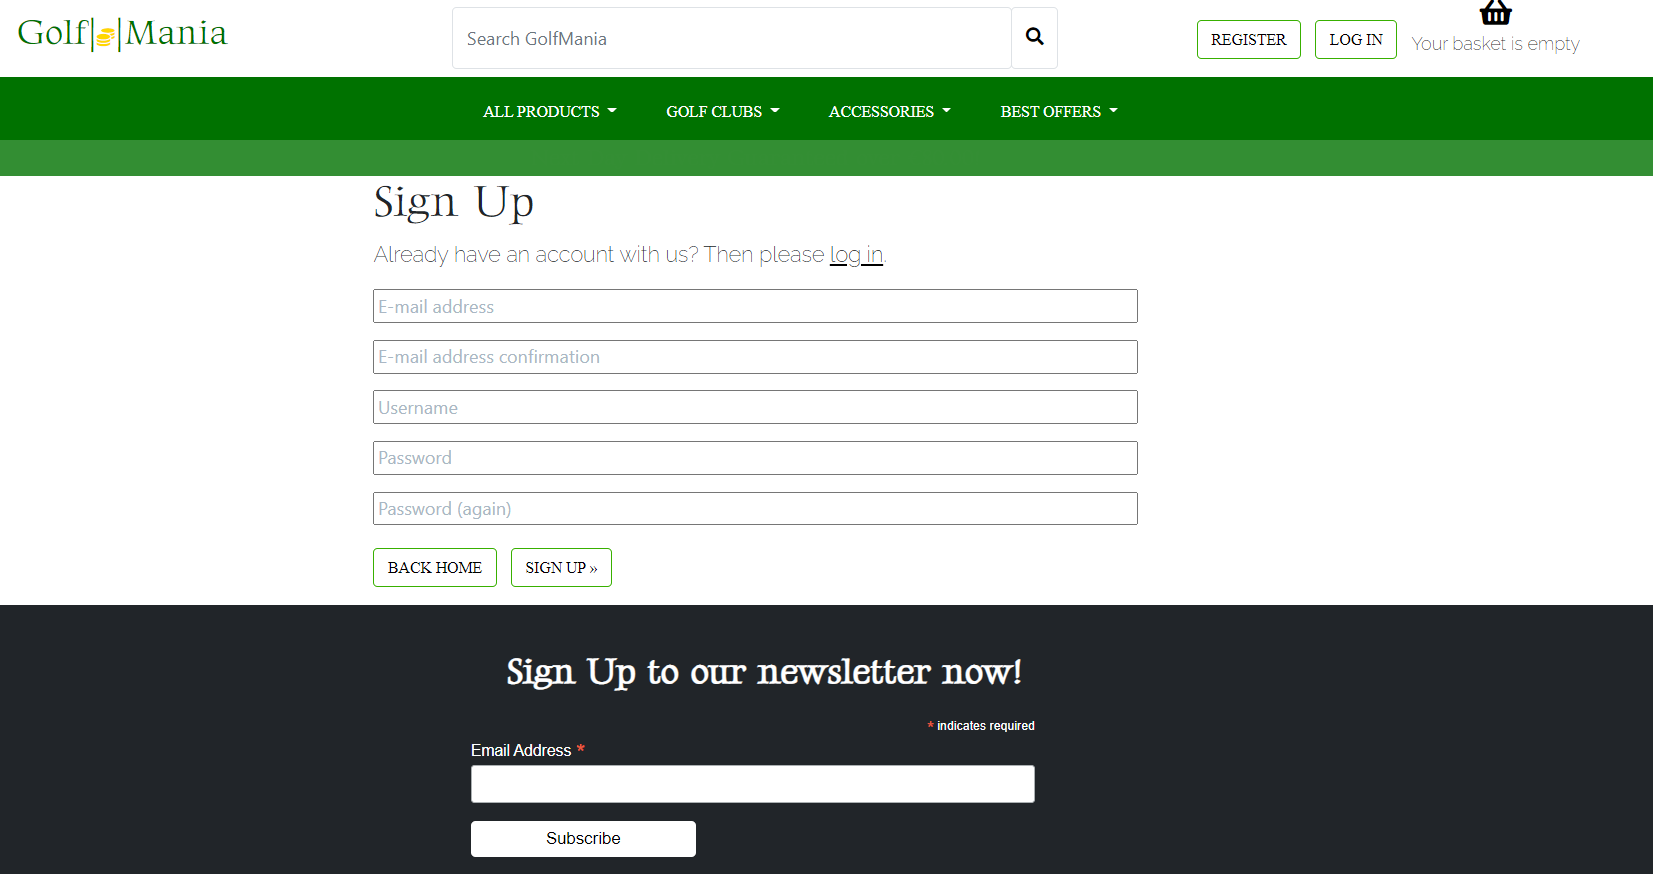 Golf Mania
Search GolfMania
REGISTER
LOG IN
Your basket is empty
ALL PRODUCTS
GOLF CLUBS
ACCESSORIES
BEST OFFERS
Sign Up
Already have an account with us? Then please log in.
E-mail address
E-mail address confirmation
Username
Password
Password (again)
BACK HOME
SIGN UP »
Sign Up to our newsletter now!
* indicates required
Email Address *
Subscribe